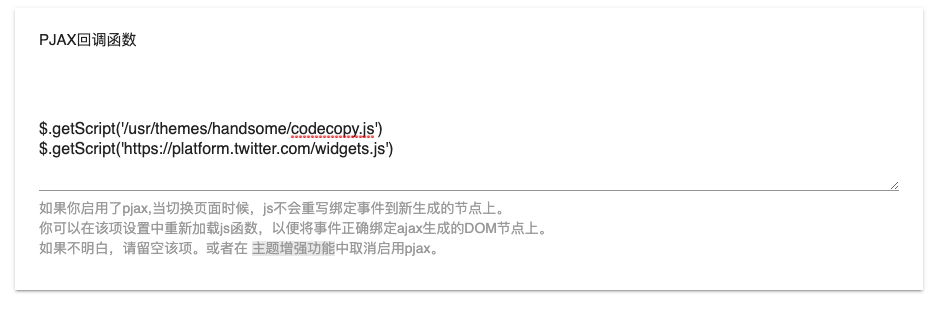 PJAX回调函数
$.getScript('/usr/themes/handsome/codecopy.js')
$.getScript('https://platform.twitter.com/widgets.js')
如果你启用了pjax,当切换页面时候，js不会重写绑定事件到新生成的节点上。
你可以在该项设置中重新加载js函数，以便将事件正确绑定ajax生成的DOM节点上。
如果不明白，请留空该项。或者在 主题增强功能中取消启用pjax。